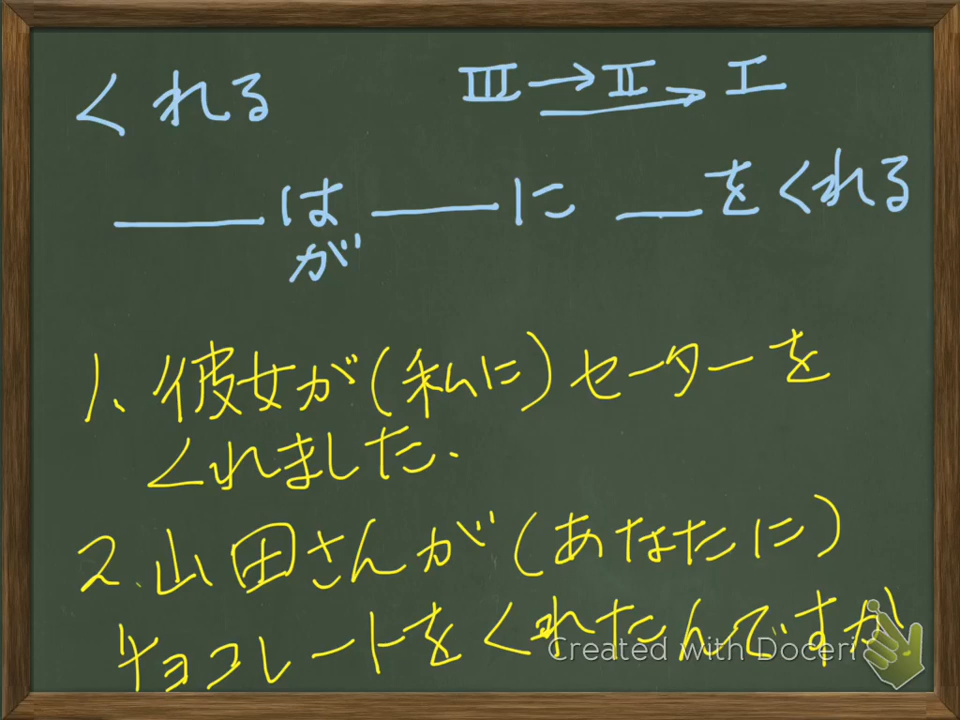 くれる Ⅲ→Ⅱ→Ⅰ
＿＿は＿＿に＿＿をくれる
が
1、彼女が(私に)セーターを
くれました.
2.山田さんが(あなたに)
チョコレートをくれたんですか
Created with Doceri